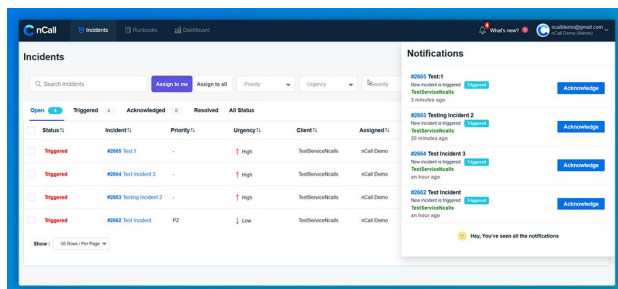 nCall
Incidents
Runbooks
Dashboard
4
What's new?
ncalldemo@gmail.com
nCall Demo (Admin)
Incidents
Search Incidents
Assign to me
Assign to all
Priority
Urgency
Severity
Open 4
Triggered 4
Acknowledged 0
Resolved
All Status
Status Incident Priority Urgency Client Assigned
Triggered #2665 Test:1 - High TestServiceNcalls nCall Demo
Triggered #2664 Test Incident 3 - High TestServiceNcalls nCall Demo
Triggered #2663 Testing Incident 2 - High TestServiceNcalls nCall Demo
Triggered #2662 Test Incident P2 Low TestServiceNcalls nCall Demo
Show : 50 Rows / Per Page
Notifications
#2665 Test:1
New incident is triggered Triggered
TestServiceNcalls
3 minutes ago
Acknowledge
#2663 Testing Incident 2
New incident is triggered Triggered
TestServiceNcalls
20 minutes ago
Acknowledge
#2664 Test Incident 3
New incident is triggered Triggered
TestServiceNcalls
an hour ago
Acknowledge
#2662 Test Incident
New incident is triggered Triggered
TestServiceNcalls
an hour ago
Acknowledge
Hey, You've seen all the notifications